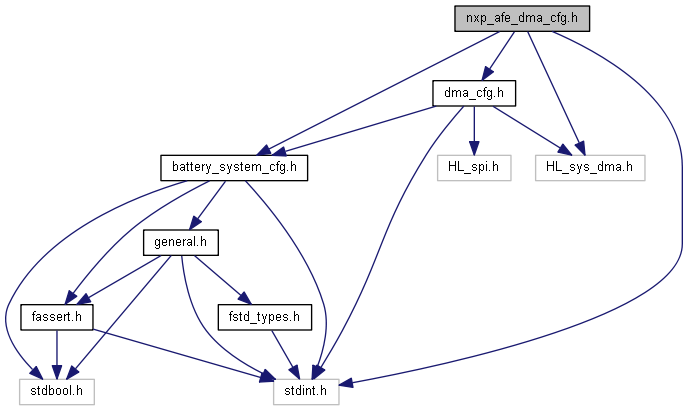 nxp_afe_dma_cfg.h
dma_cfg.h
battery_system_cfg.h
HL_spi.h
HL_sys_dma.h
general.h
fassert.h
fstd_types.h
stdbool.h
stdint.h